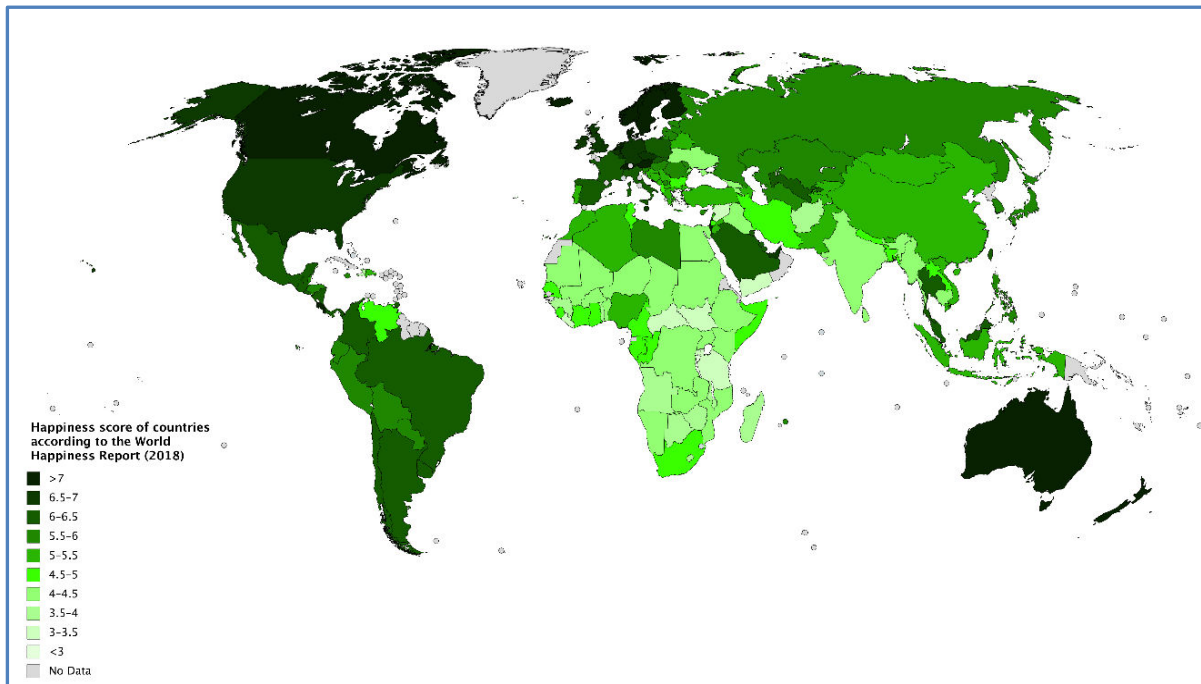 Happiness score of countries
according to the World
Happiness Report (2018)
>7
6.5–7
6–6.5
5.5–6
5–5.5
4.5–5
4–4.5
3.5–4
3–3.5
<3
No Data